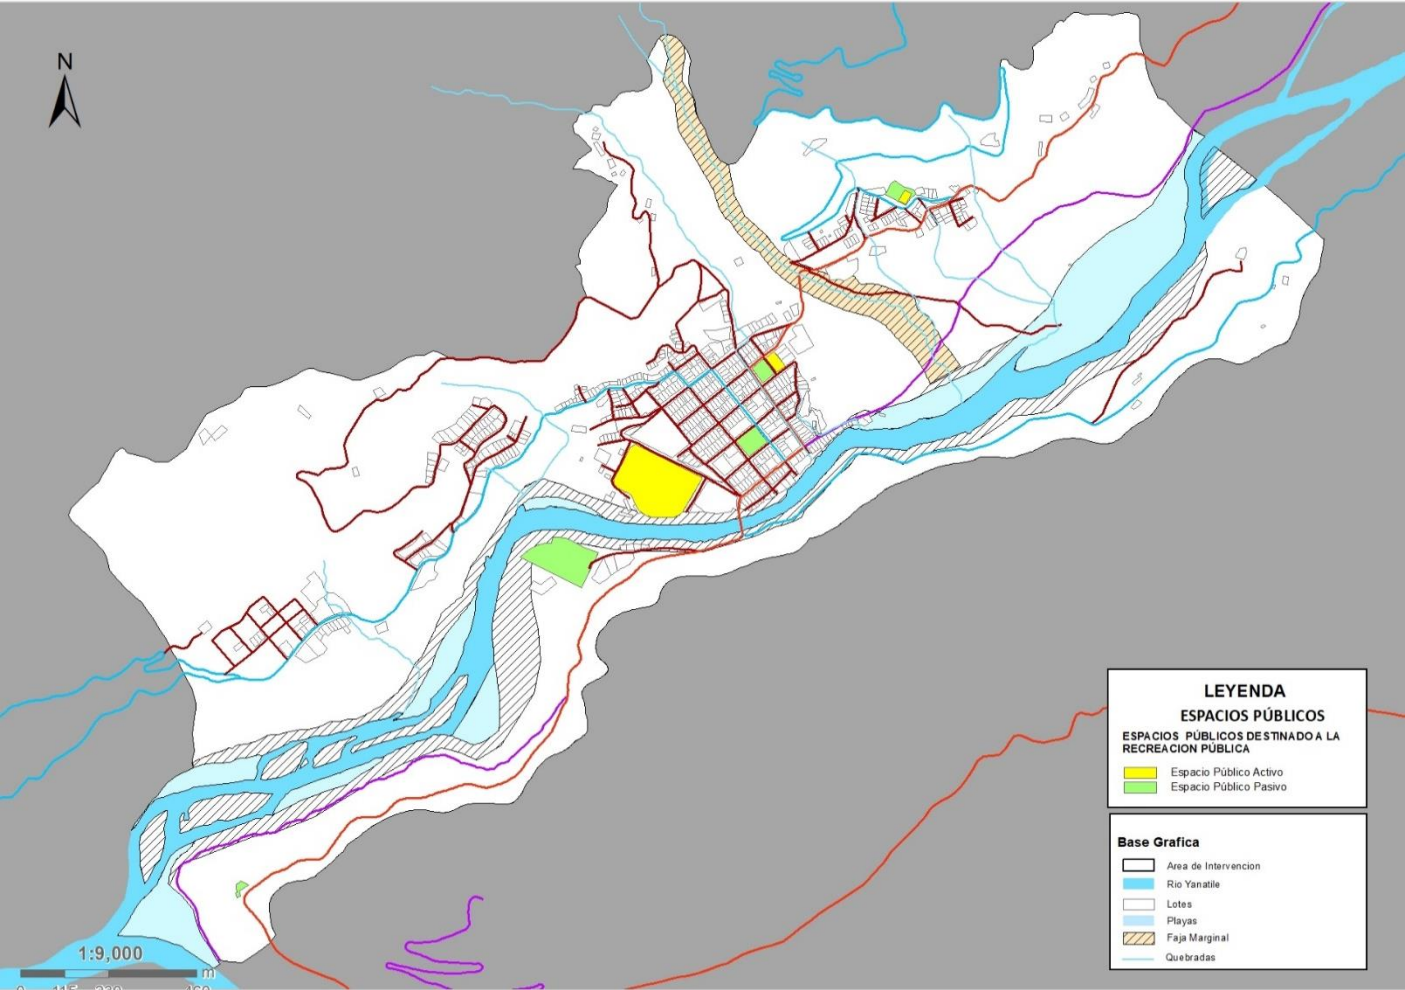 N
LEYENDA
ESPACIOS PÚBLICOS
ESPACIOS PÚBLICOS DESTINADO A LA
RECREACION PÚBLICA
Espacio Público Activo
Espacio Público Pasivo
Base Grafica
Area de Intervencion
Rio Yanatile
Lotes
Playas
Faja Marginal
Quebradas
1:9,000
m